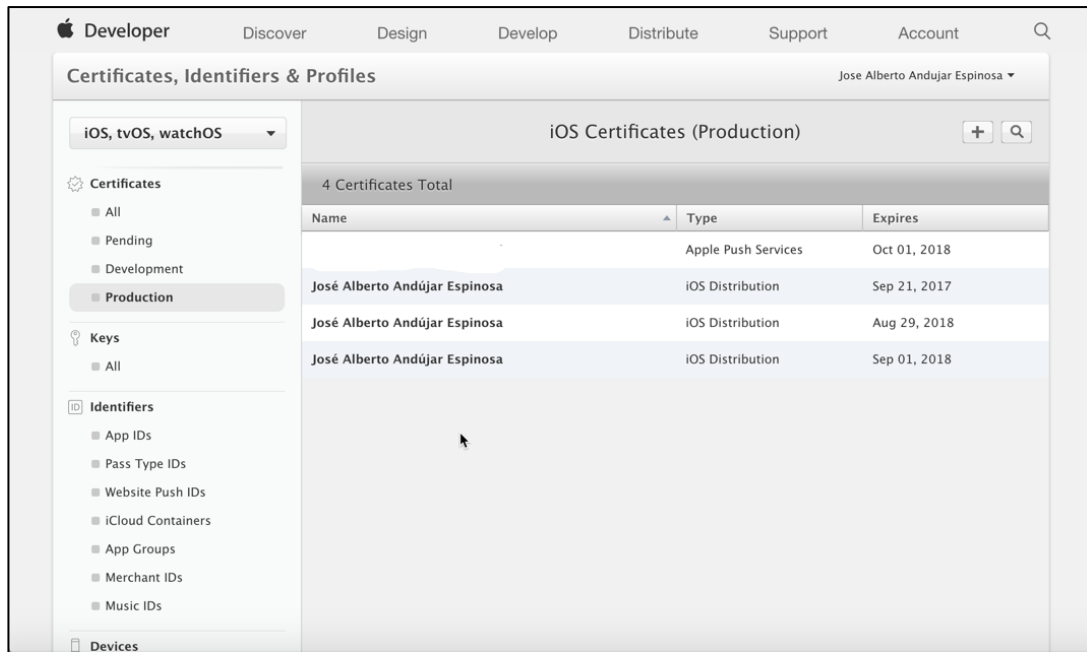 Developer Discover Design Develop Distribute Support Account
Certificates, Identifiers & Profiles
Jose Alberto Andujar Espinosa
iOS, tvOS, watchOS
Certificates
All
Pending
Development
Production
Keys
All
ID Identifiers
App IDs
Pass Type IDs
Website Push IDs
iCloud Containers
App Groups
Merchant IDs
Music IDs
Devices
iOS Certificates (Production)
4 Certificates Total
Name Type Expires
Apple Push Services Oct 01, 2018
José Alberto Andújar Espinosa iOS Distribution Sep 21, 2017
José Alberto Andújar Espinosa iOS Distribution Aug 29, 2018
José Alberto Andújar Espinosa iOS Distribution Sep 01, 2018